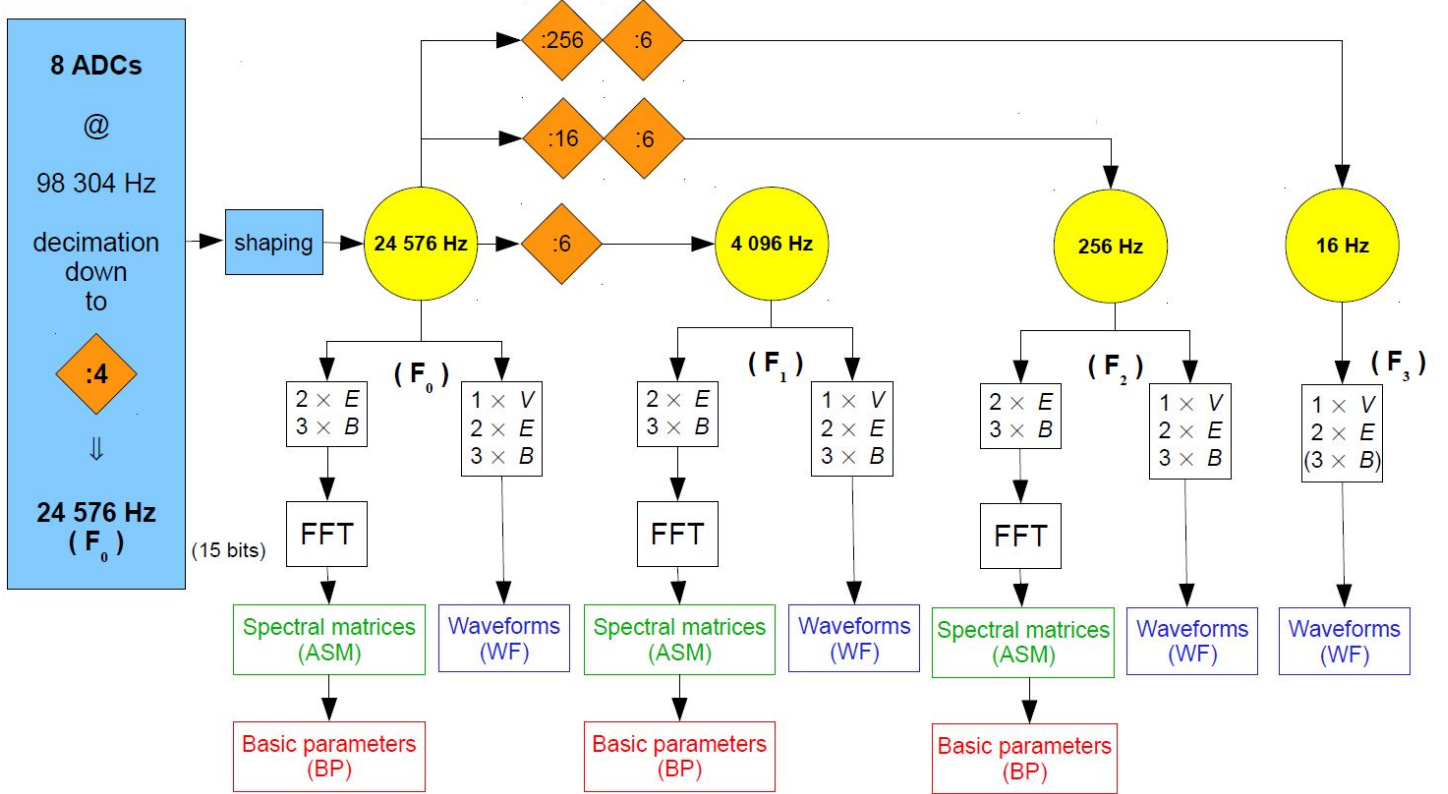 8 ADCs
@
98 304 Hz
decimation
down
to
:4
⇓
24 576 Hz
( F₀ )
(15 bits)
shaping
:256
:6
:16
:6
24 576 Hz
:6
4 096 Hz
256 Hz
16 Hz
( F₀ )
( F₁ )
( F₂ )
( F₃ )
2 × E
3 × B
1 × V
2 × E
3 × B
2 × E
3 × B
1 × V
2 × E
3 × B
2 × E
3 × B
1 × V
2 × E
3 × B
1 × V
2 × E
(3 × B)
FFT
FFT
FFT
Spectral matrices
(ASM)
Waveforms
(WF)
Spectral matrices
(ASM)
Waveforms
(WF)
Spectral matrices
(ASM)
Waveforms
(WF)
Waveforms
(WF)
Basic parameters
(BP)
Basic parameters
(BP)
Basic parameters
(BP)